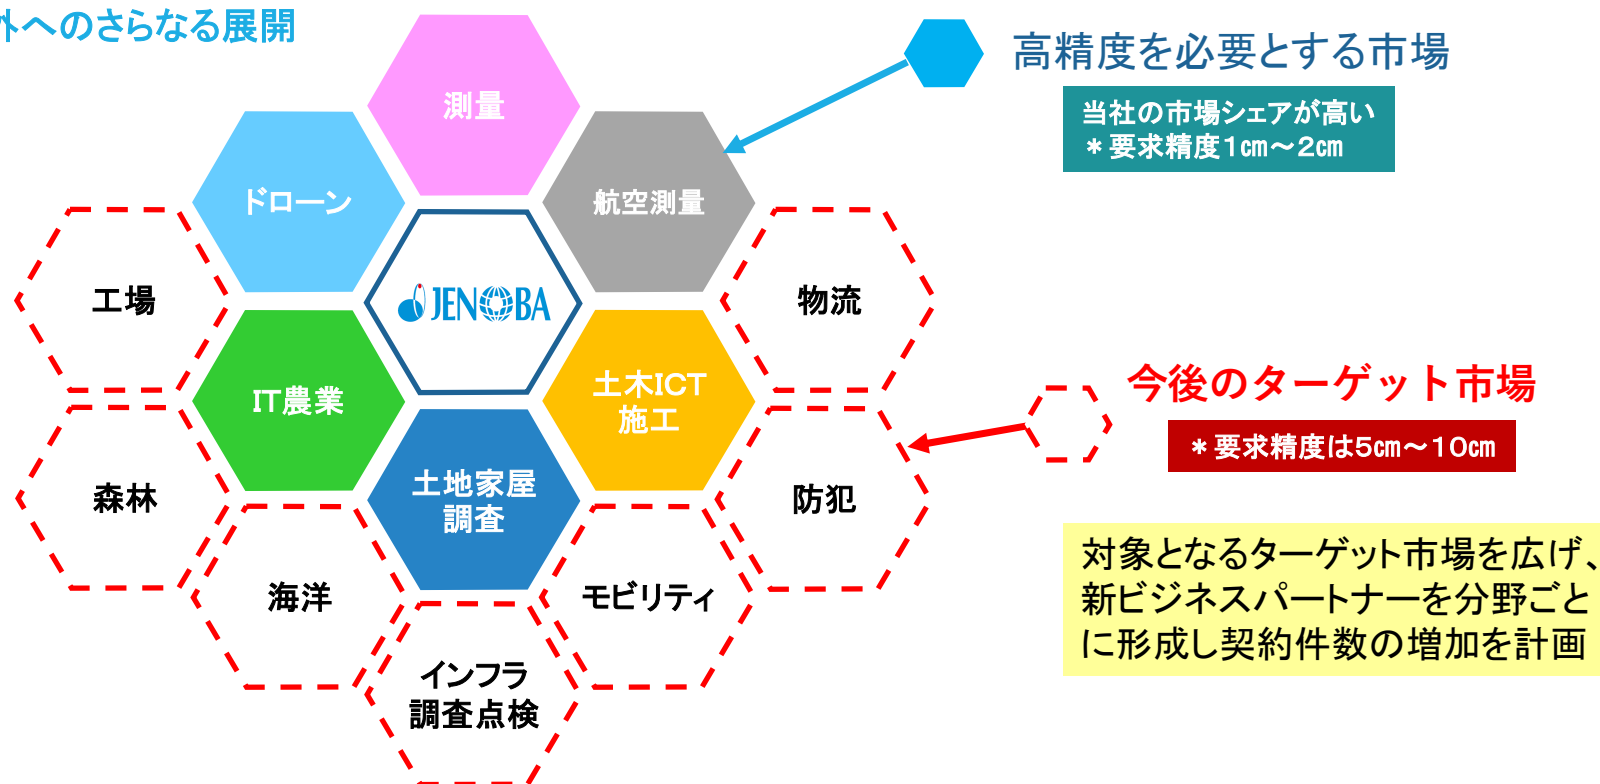 外へのさらなる展開
測量
ドローン
航空測量
工場
JENOBA
物流
IT農業
土木ICT
施工
森林
土地家屋
調査
防犯
海洋
モビリティ
インフラ
調査点検
高精度を必要とする市場
当社の市場シェアが高い
＊要求精度1㎝～2㎝
今後のターゲット市場
＊要求精度は5㎝～10㎝
対象となるターゲット市場を広げ、
新ビジネスパートナーを分野ごと
に形成し契約件数の増加を計画